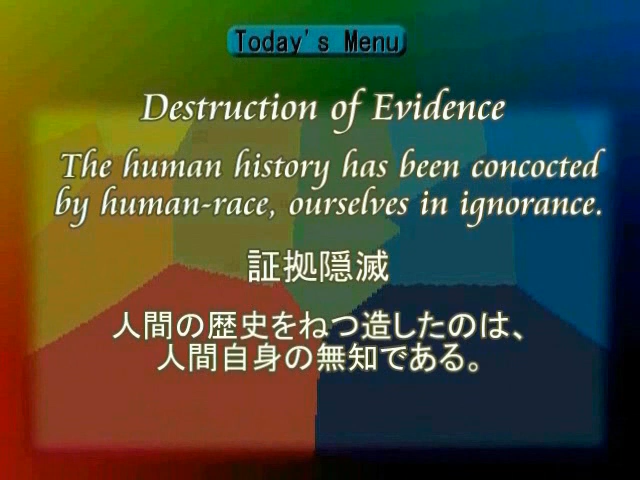 Today's Menu
Destruction of Evidence
The human history has been concocted
by human-race, ourselves in ignorance.
証拠隠滅
人間の歴史をねつ造したのは、
人間自身の無知である。